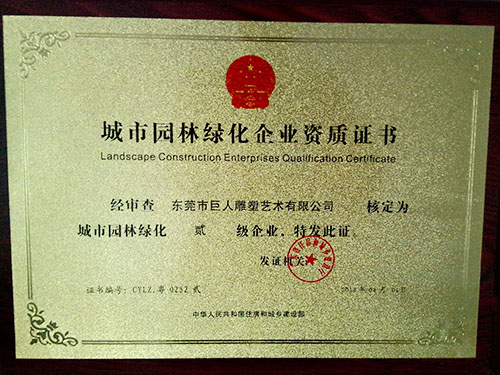 城市园林绿化企业资质证书
Landscape Construction Enterprises Qualification Certificate
经审查 东莞市巨人雕塑艺术有限公司 核定为
城市园林绿化 贰 级企业，特发此证。
发证机关
证书编号：CYLZ.粤.0252.贰
中华人民共和国住房和城乡建设部